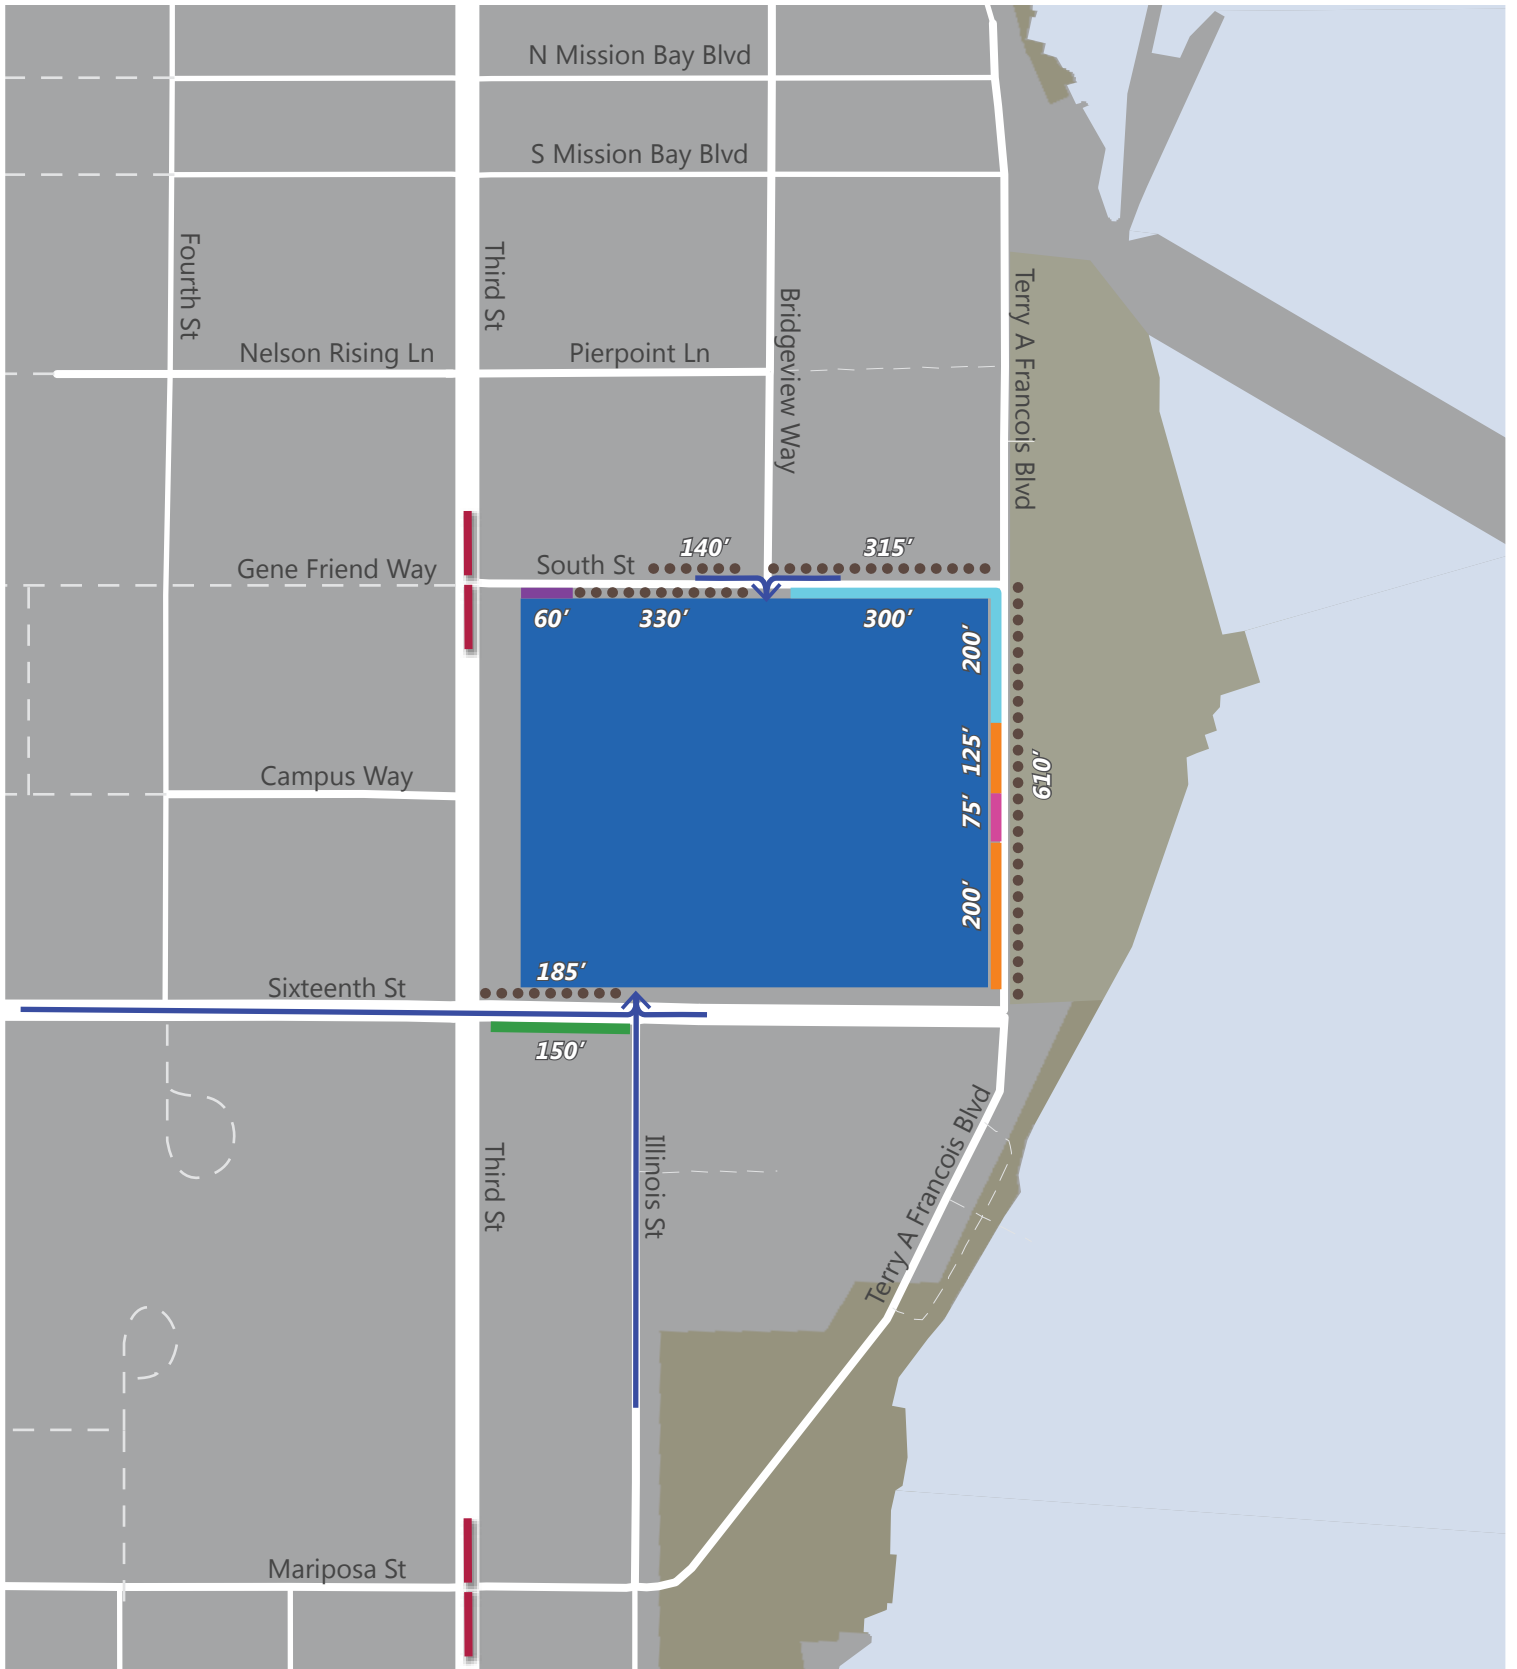 N Mission Bay Blvd
S Mission Bay Blvd
Fourth St
Third St
Bridgeview Way
Terry A Francois Blvd
Nelson Rising Ln
Pierpoint Ln
Gene Friend Way
South St
140’
315’
60’
330’
300’
200’
125’
75’
200’
610’
Campus Way
185’
Sixteenth St
150’
Third St
Illinois St
Terry A Francois Blvd
Mariposa St